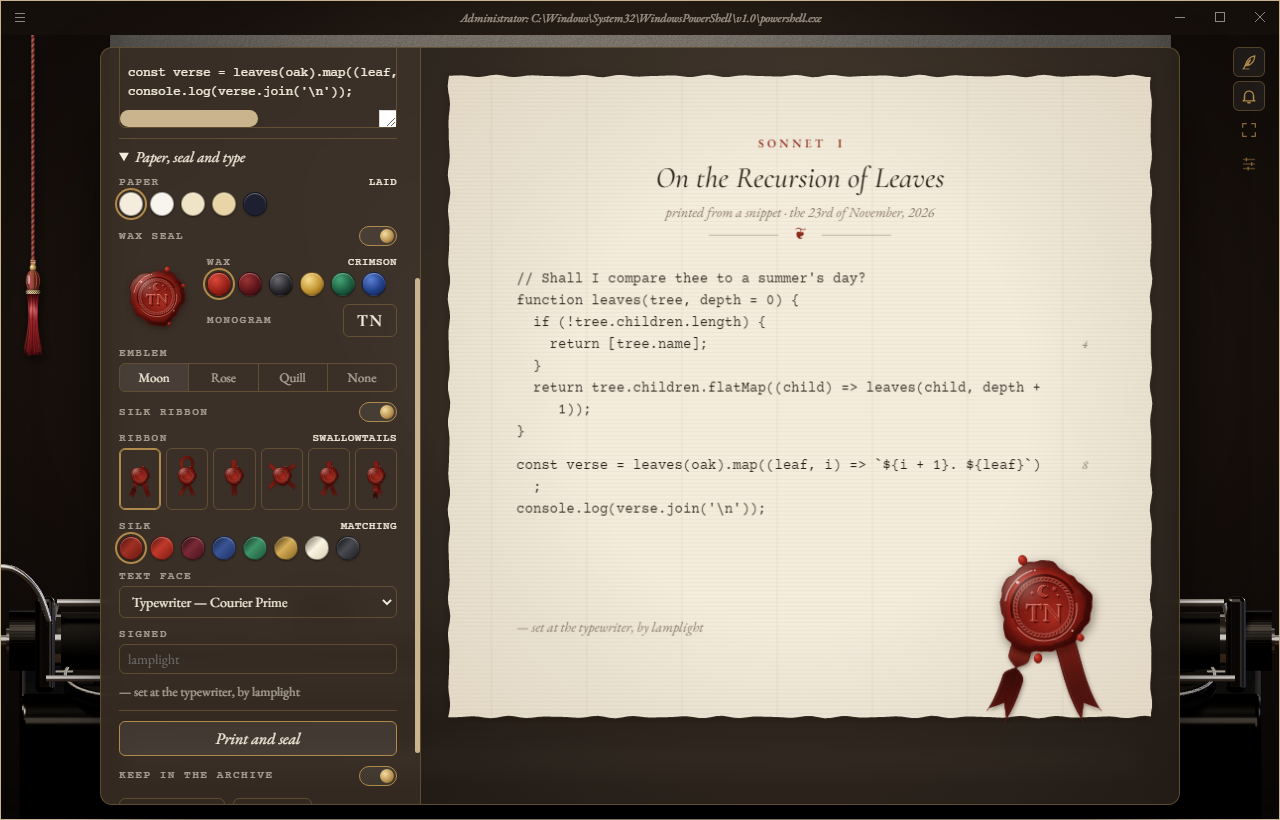 Administrator: C:\Windows\System32\WindowsPowerShell\v1.0\powershell.exe
const verse = leaves(oak).map((leaf,
console.log(verse.join('\n'));
Paper, seal and type
PAPER LAID
WAX SEAL
WAX CRIMSON
TN
MONOGRAM TN
EMBLEM
Moon Rose Quill None
SILK RIBBON
RIBBON SWALLOWTAILS
SILK MATCHING
TEXT FACE
Typewriter — Courier Prime
SIGNED
lamplight
— set at the typewriter, by lamplight
Print and seal
KEEP IN THE ARCHIVE
SONNET I
On the Recursion of Leaves
printed from a snippet · the 23rd of November, 2026
// Shall I compare thee to a summer's day?
function leaves(tree, depth = 0) {
if (!tree.children.length) {
return [tree.name]; 4
}
return tree.children.flatMap((child) => leaves(child, depth +
1));
}
const verse = leaves(oak).map((leaf, i) => `${i + 1}. ${leaf}`) 8
;
console.log(verse.join('\n'));
— set at the typewriter, by lamplight
TN